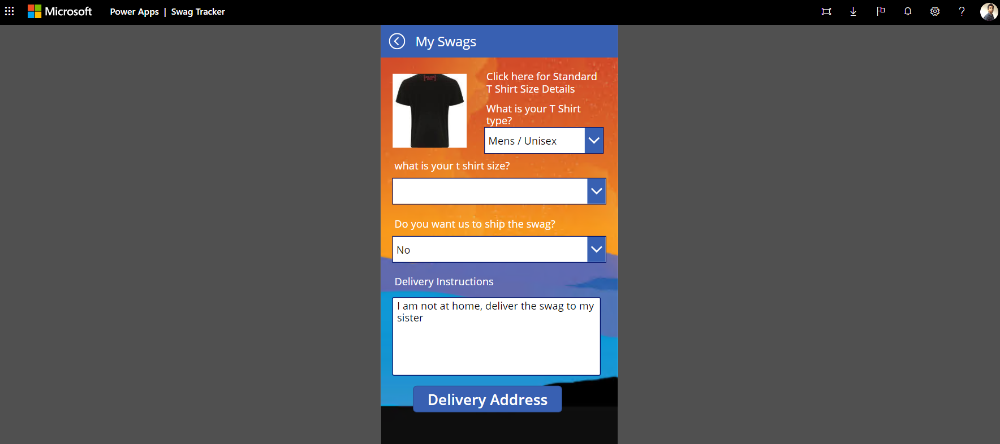 Microsoft Power Apps | Swag Tracker
My Swags
Click here for Standard
T Shirt Size Details
What is your T Shirt
type?
Mens / Unisex
what is your t shirt size?
Do you want us to ship the swag?
No
Delivery Instructions
I am not at home, deliver the swag to my
sister
Delivery Address